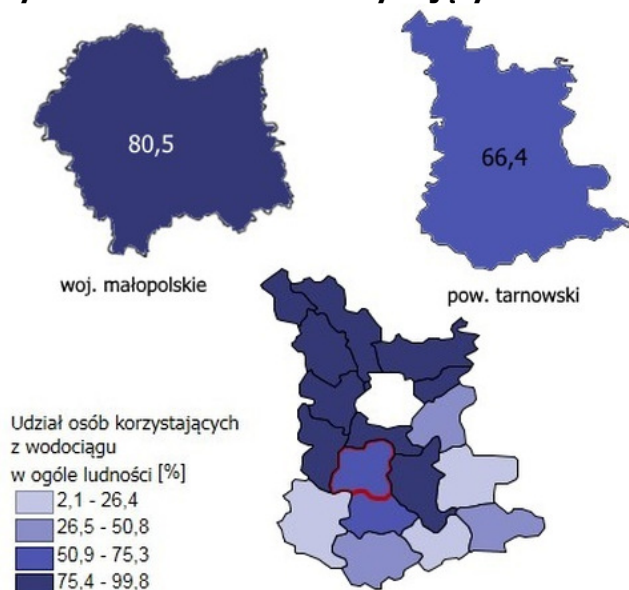 80,5
66,4
woj. małopolskie
pow. tarnowski
Udział osób korzystających
z wodociągu
w ogóle ludności [%]
2,1 - 26,4
26,5 - 50,8
50,9 - 75,3
75,4 - 99,8